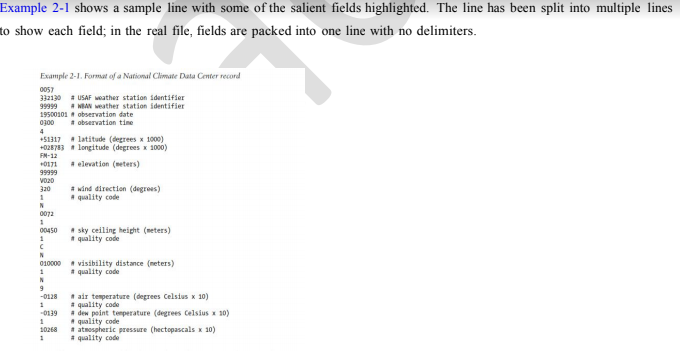 Example 2-1 shows a sample line with some of the salient fields highlighted. The line has been split into multiple lines
to show each field; in the real file, fields are packed into one line with no delimiters.
Example 2-1. Format of a National Climate Data Center record
0057
332130 # USAF weather station identifier
99999 # WBAN weather station identifier
19500101 # observation date
0300 # observation time
4
+51317 # latitude (degrees x 1000)
+028783 # longitude (degrees x 1000)
FM-12
+0171 # elevation (meters)
99999
V020
320 # wind direction (degrees)
1 # quality code
N
0072
1
00450 # sky ceiling height (meters)
1 # quality code
C
N
010000 # visibility distance (meters)
1 # quality code
N
9
-0128 # air temperature (degrees Celsius x 10)
1 # quality code
-0139 # dew point temperature (degrees Celsius x 10)
1 # quality code
10268 # atmospheric pressure (hectopascals x 10)
1 # quality code